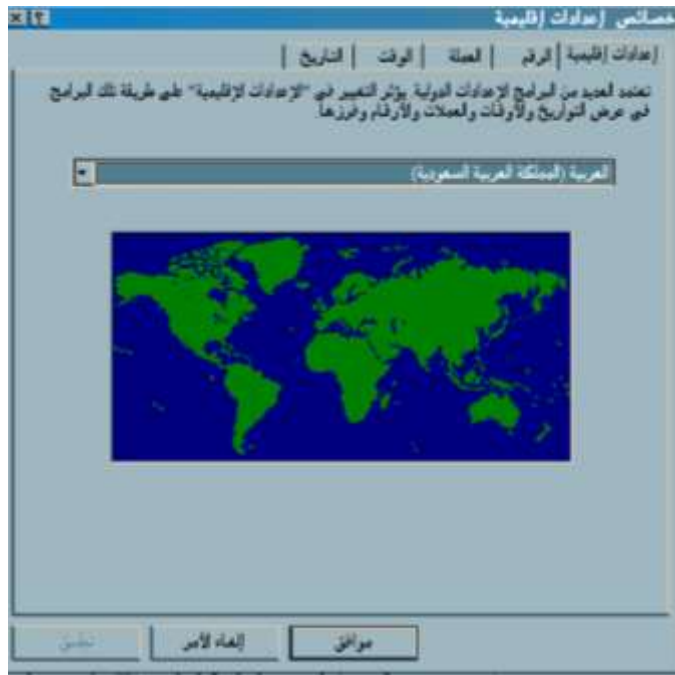 خصائص إعدادات إقليمية
إعدادات إقليمية | الرقم | العملة | الوقت | التاريخ
تعتمد العديد من البرامج الإعدادات الدولية يؤثر التغيير في "الإعدادات الإقليمية" على طريقة تلك البرامج
في عرض التواريخ والأوقات والعملات والأرقام وفرزها
العربية (المملكة العربية السعودية)
موافق
إلغاء الأمر
تطبيق